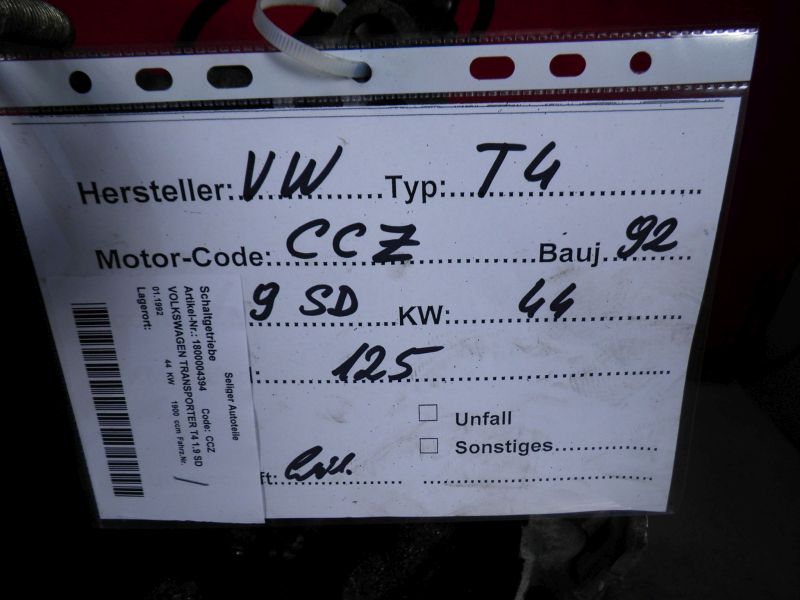 Hersteller: VW Typ: T4
Motor-Code: CCZ Bauj. 92
9 SD KW: 44
125
Unfall
Sonstiges
ft:
Seliger Autoteile
Schaltgetriebe
Artikel-Nr.: 1800004394 Code: CCZ
VOLKSWAGEN TRANSPORTER T4 1.9 SD
44 KW 1900 ccm Fahrz.Nr. /
01.1992
Lagerort: